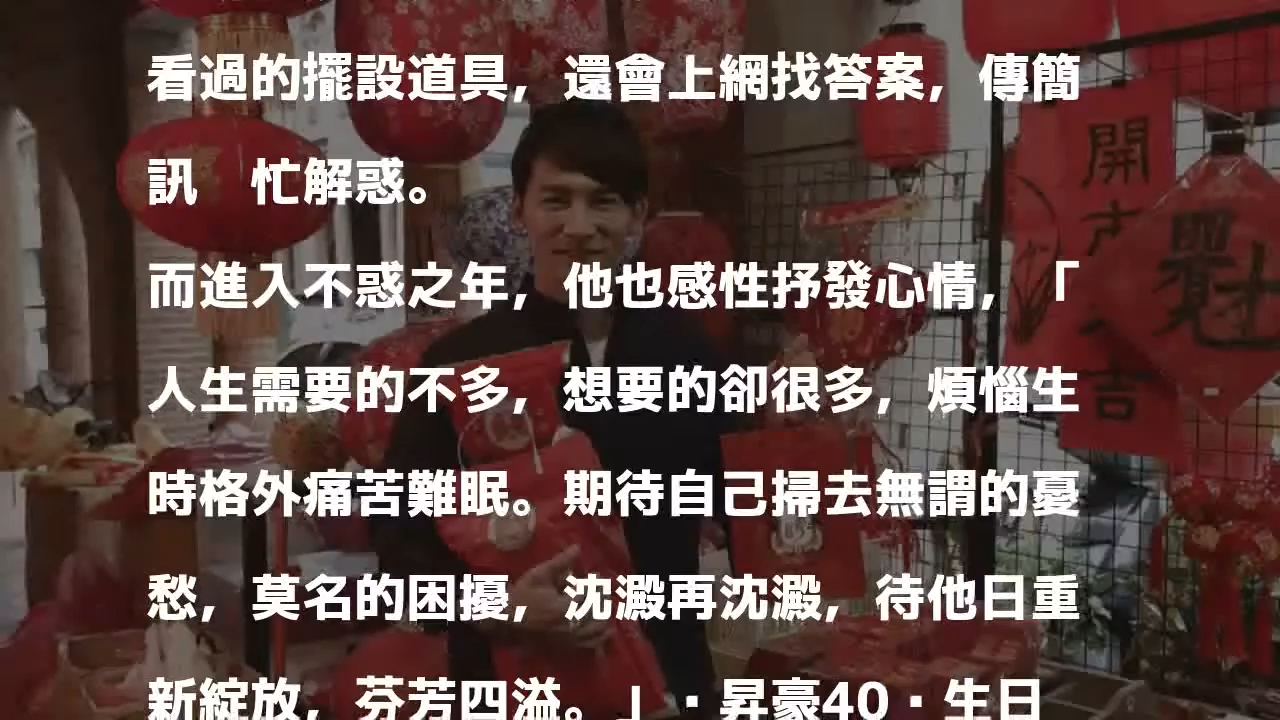 看過的擺設道具，還會上網找答案，傳簡
訊　忙解惑。
而進入不惑之年，他也感性抒發心情，「
人生需要的不多，想要的卻很多，煩惱生
時格外痛苦難眠。期待自己掃去無謂的憂
愁，莫名的困擾，沈澱再沈澱，待他日重
新綻放，芬芳四溢。」▪昇豪40▪生日
開
吉